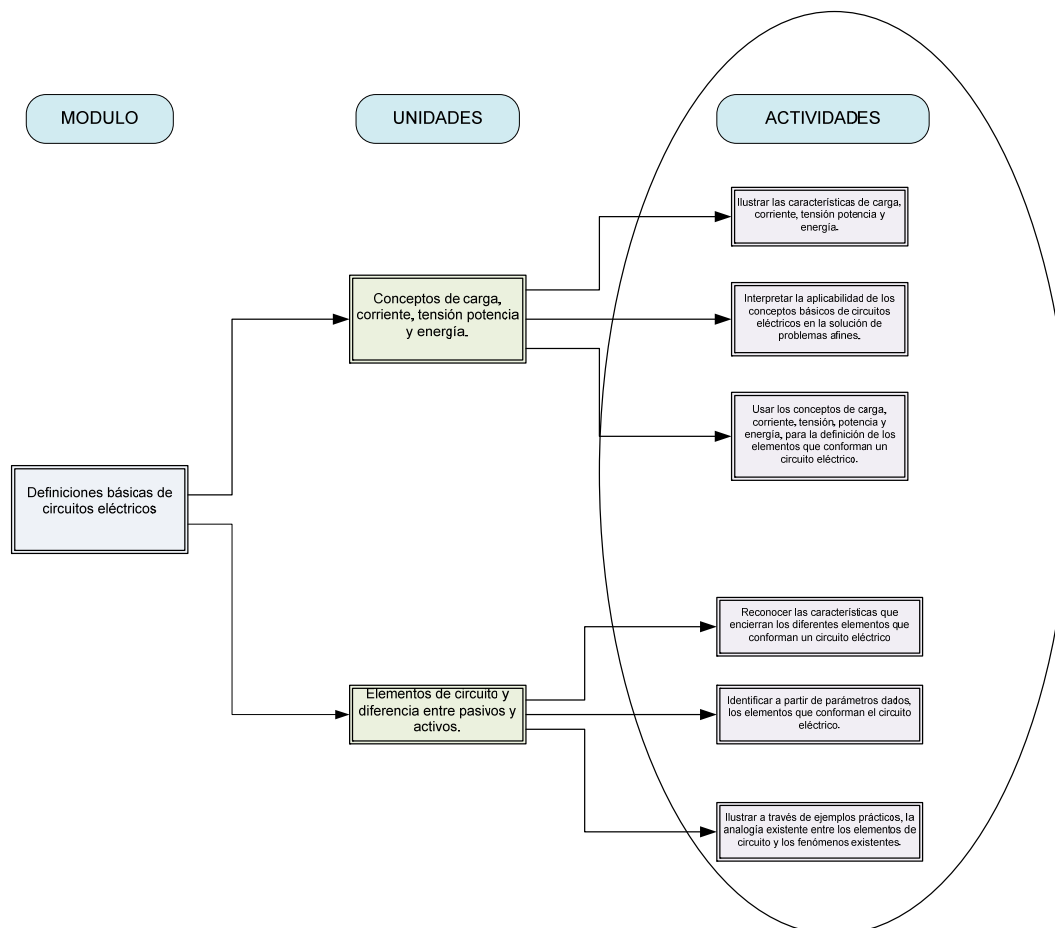 MODULO
UNIDADES
ACTIVIDADES
Ilustrar las características de carga,
corriente, tensión potencia y
energía.
Conceptos de carga,
corriente, tensión potencia
y energía.
Interpretar la aplicabilidad de los
conceptos básicos de circuitos
eléctricos en la solución de
problemas afines.
Usar los conceptos de carga,
corriente, tensión, potencia y
energía, para la definición de los
elementos que conforman un
circuito eléctrico.
Definiciones básicas de
circuitos eléctricos
Reconocer las características que
encierran los diferentes elementos que
conforman un circuito eléctrico
Elementos de circuito y
diferencia entre pasivos y
activos.
Identificar a partir de parámetros dados,
los elementos que conforman el circuito
eléctrico.
Ilustrar a través de ejemplos prácticos, la
analogía existente entre los elementos de
circuito y los fenómenos existentes.